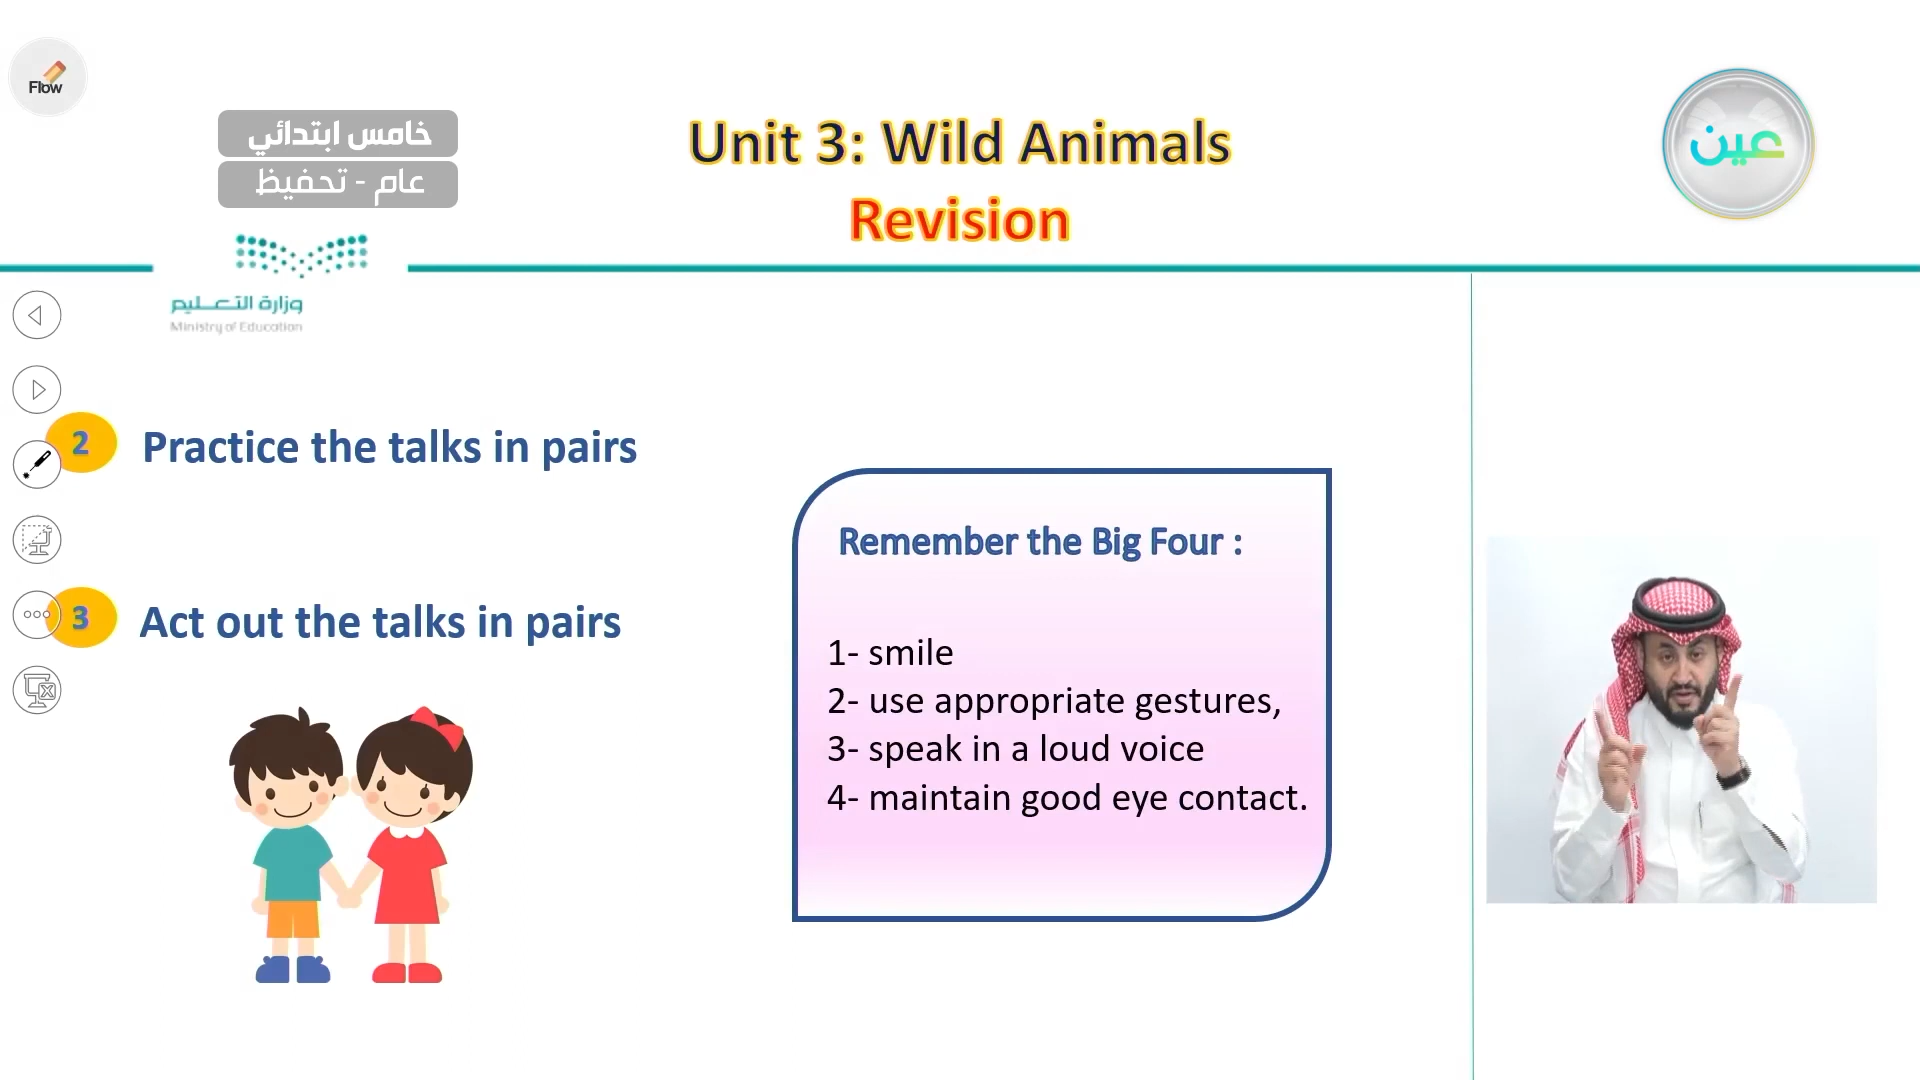 Flow
خامس ابتدائي
عام - تحفيظ
Unit 3: Wild Animals
Revision
عين
وزارة التعليم
Ministry of Education
2 Practice the talks in pairs
3 Act out the talks in pairs
Remember the Big Four :
1- smile
2- use appropriate gestures,
3- speak in a loud voice
4- maintain good eye contact.